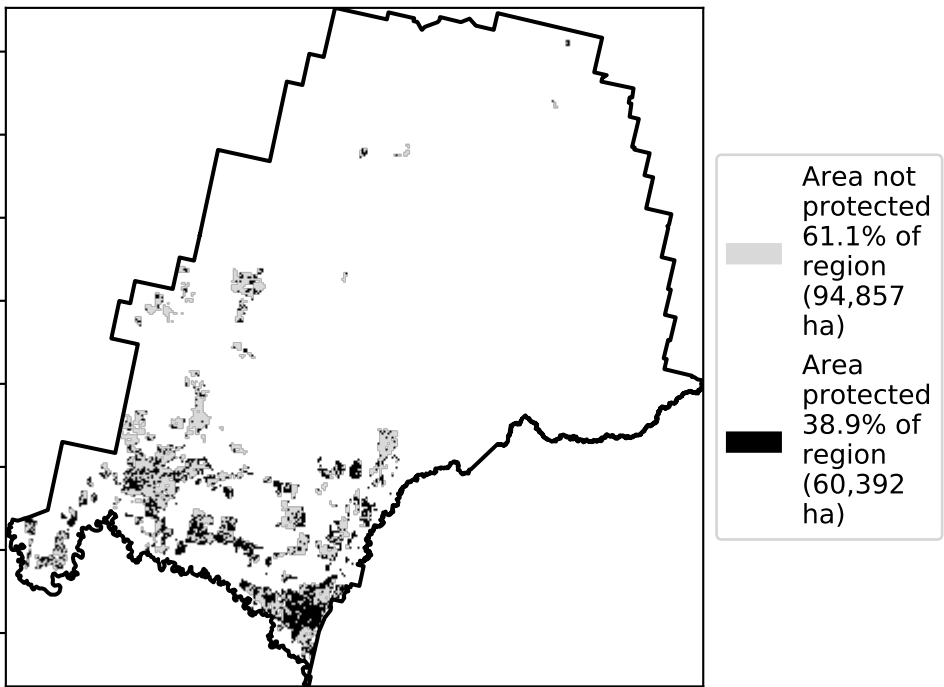 Area not
protected
61.1% of
region
(94,857
ha)
Area
protected
38.9% of
region
(60,392
ha)